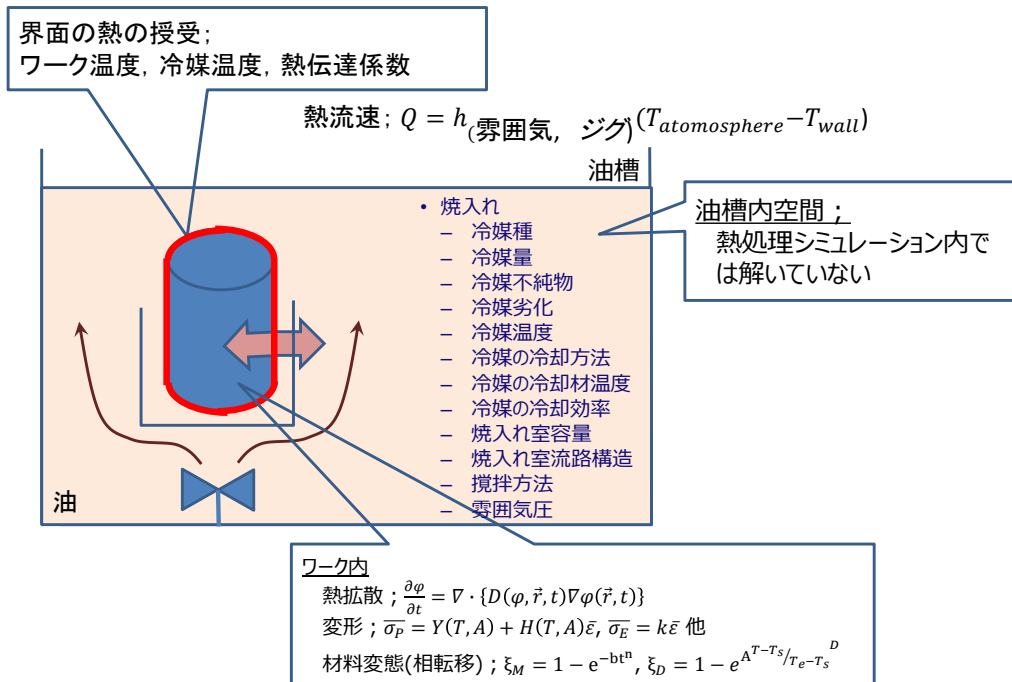 界面の熱の授受;
ワーク温度, 冷媒温度, 熱伝達係数
熱流速; Q = h(雰囲気, ジグ)(T_atomosphere−T_wall)
油槽
• 焼入れ
– 冷媒種
– 冷媒量
– 冷媒不純物
– 冷媒劣化
– 冷媒温度
– 冷媒の冷却方法
– 冷媒の冷却材温度
– 冷媒の冷却効率
– 焼入れ室容量
– 焼入れ室流路構造
– 撹拌方法
– 雰囲気圧
油槽内空間；
熱処理シミュレーション内で
は解いていない
油
ワーク内
熱拡散；∂φ/∂t = ∇ ∙ {D(φ, r⃗, t)∇φ(r⃗, t)}
変形；σ̅_P̅ = Y(T, A) + H(T, A)ε̅, σ̅_E̅ = kε̅ 他
材料変態(相転移)；ξ_M = 1 − e^(−bt^n), ξ_D = 1 − e^(A^(T−Ts/Te−Ts)^D)